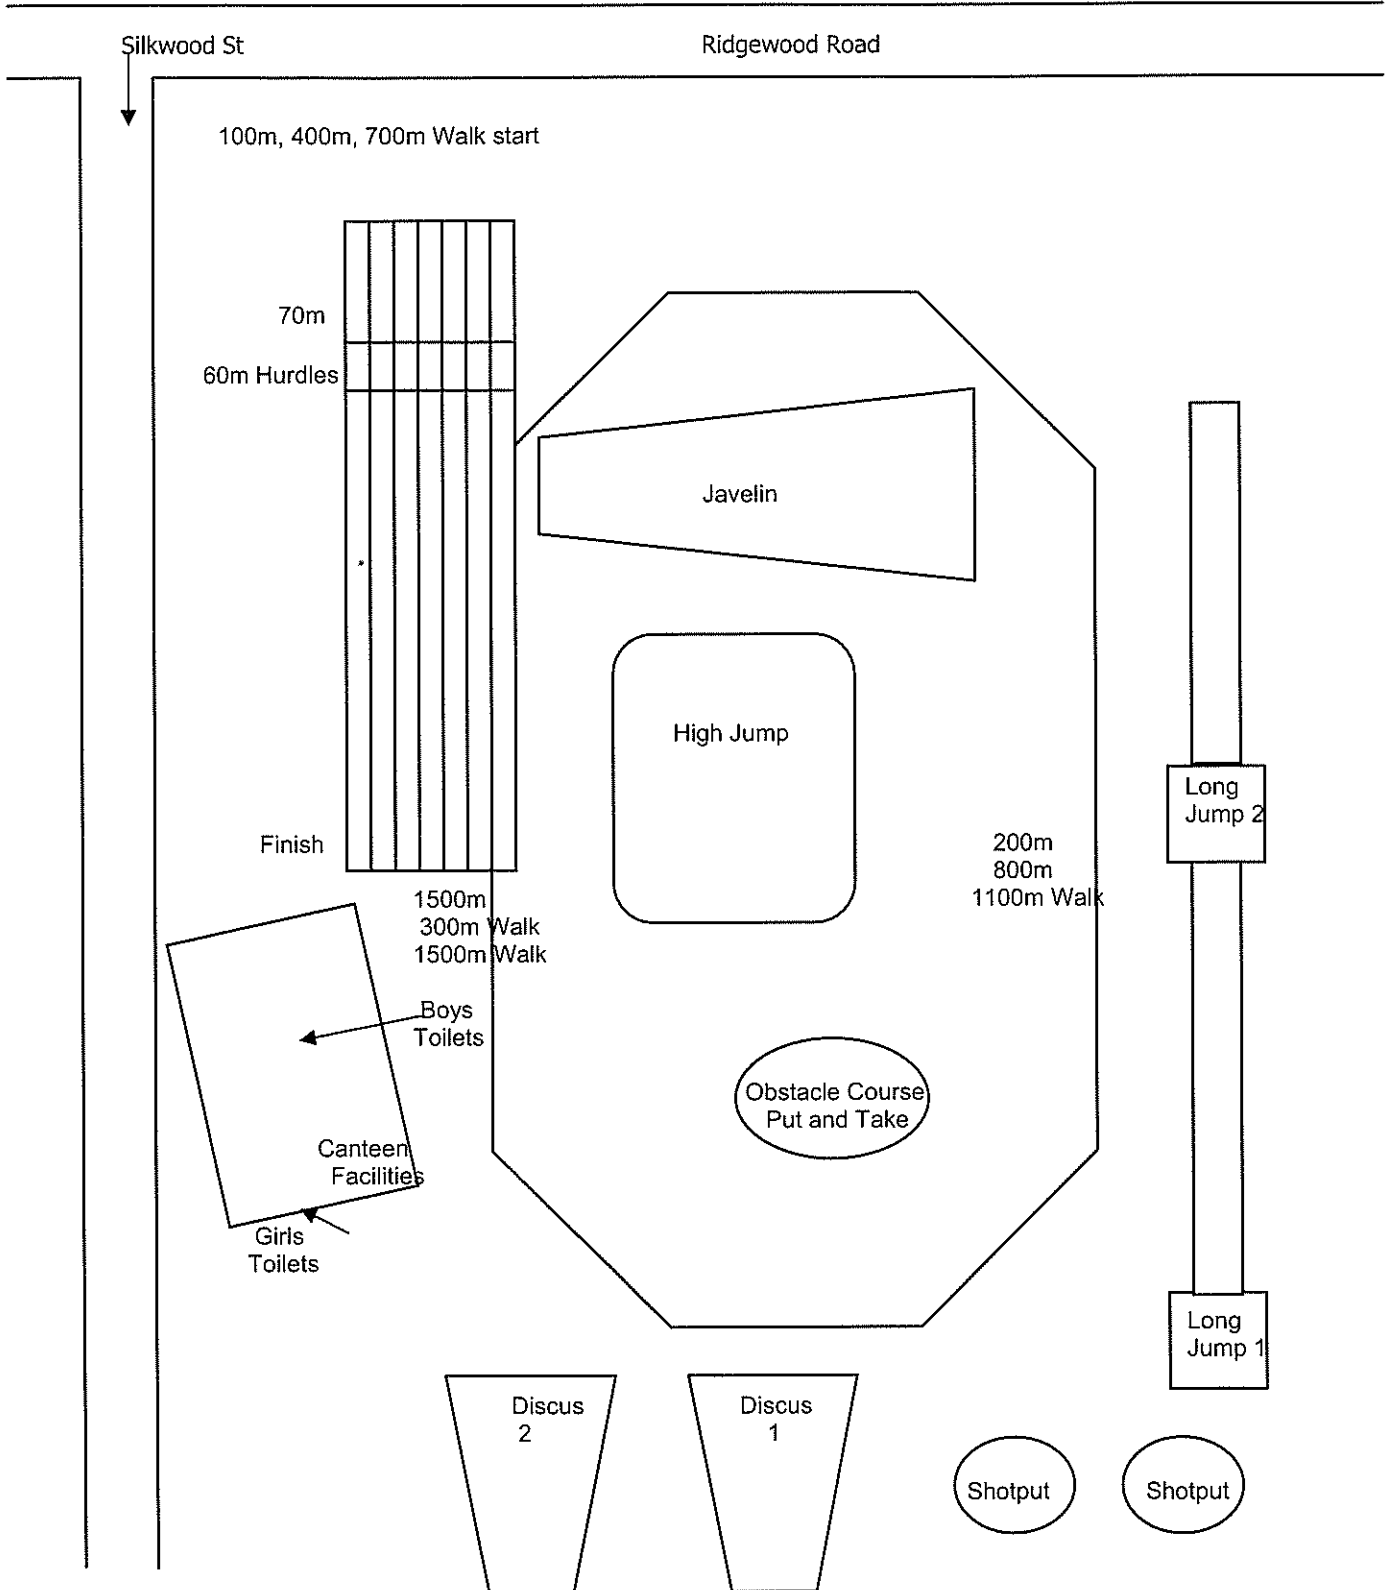 Silkwood St
Ridgewood Road
100m, 400m, 700m Walk start
70m
60m Hurdles
Javelin
High Jump
Long
Jump 2
Finish
200m
800m
1100m Walk
1500m
300m Walk
1500m Walk
Boys
Toilets
Obstacle Course
Put and Take
Canteen
Facilities
Girls
Toilets
Long
Jump 1
Discus
2
Discus
1
Shotput
Shotput